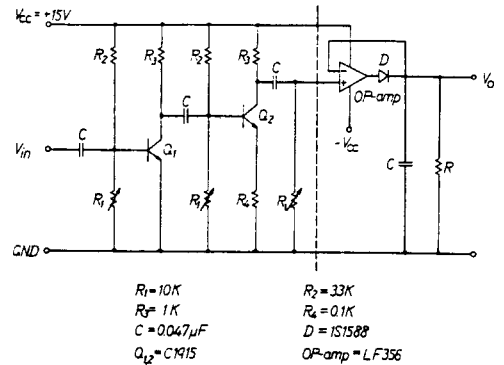 Vcc = +15V
R2 R3 R2 R3
D
Vo
OP-amp
C
C
Q2
Vin
C
Q1
-Vcc
C
R
R1
R1
R4
R1
GND
R1=10K
R2=33K
R3=1K
R4=0.1K
C=0.047μF
D=1S1588
Q1,2=C1915
OP-amp=LF356